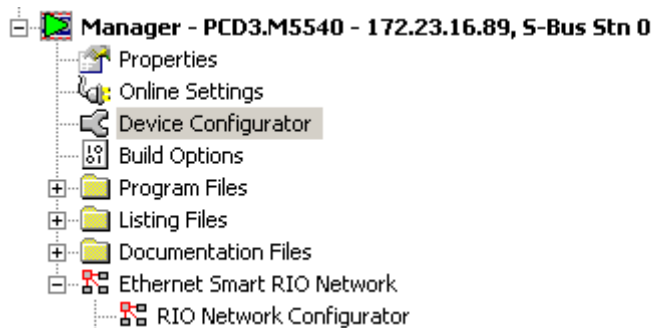 Manager - PCD3.M5540 - 172.23.16.89, S-Bus Stn 0
Properties
Online Settings
Device Configurator
Build Options
Program Files
Listing Files
Documentation Files
Ethernet Smart RIO Network
RIO Network Configurator